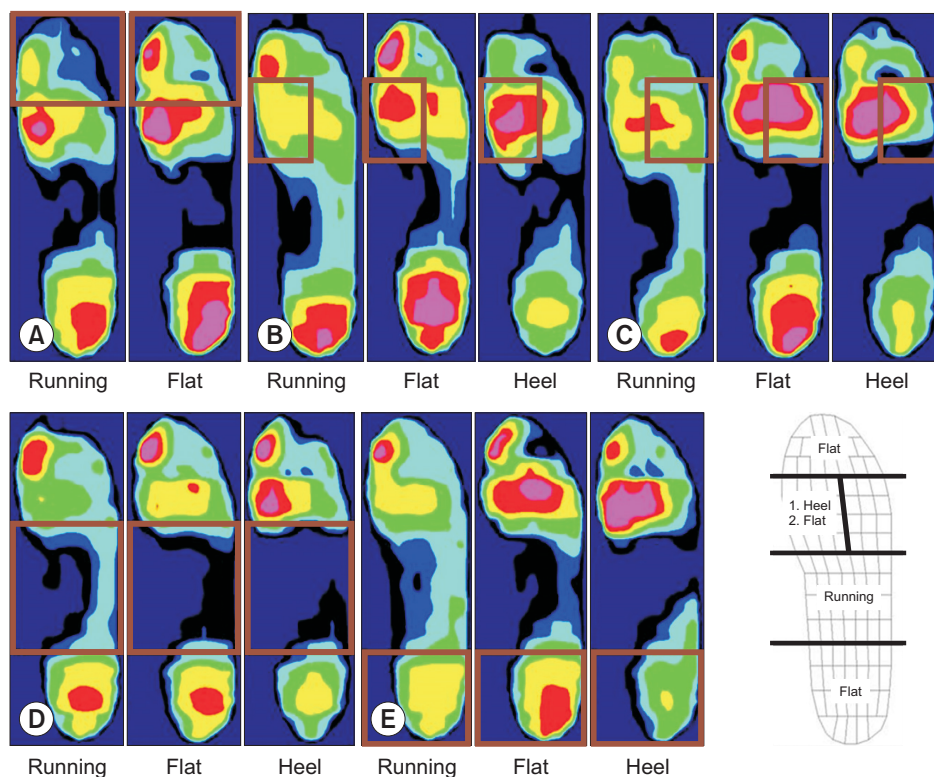 A
B
C
Running Flat Running Flat Heel Running Flat Heel
Flat
1. Heel
2. Flat
Running
Flat
D
E
Running Flat Heel Running Flat Heel